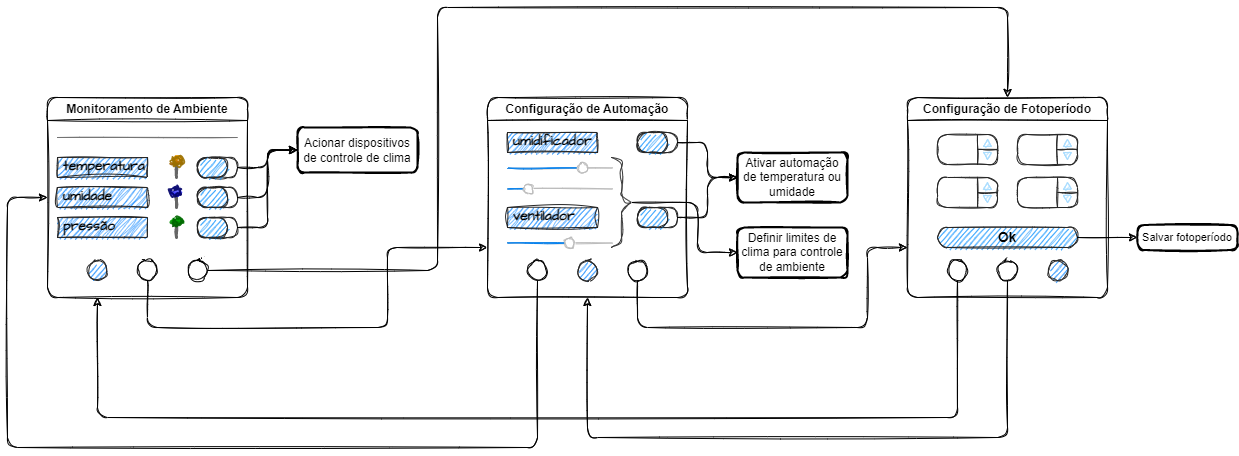 Monitoramento de Ambiente
temperatura
umidade
pressão
Acionar dispositivos
de controle de clima
Configuração de Automação
umidificador
ventilador
Ativar automação
de temperatura ou
umidade
Definir limites de
clima para controle
de ambiente
Configuração de Fotoperíodo
Ok
Salvar fotoperíodo